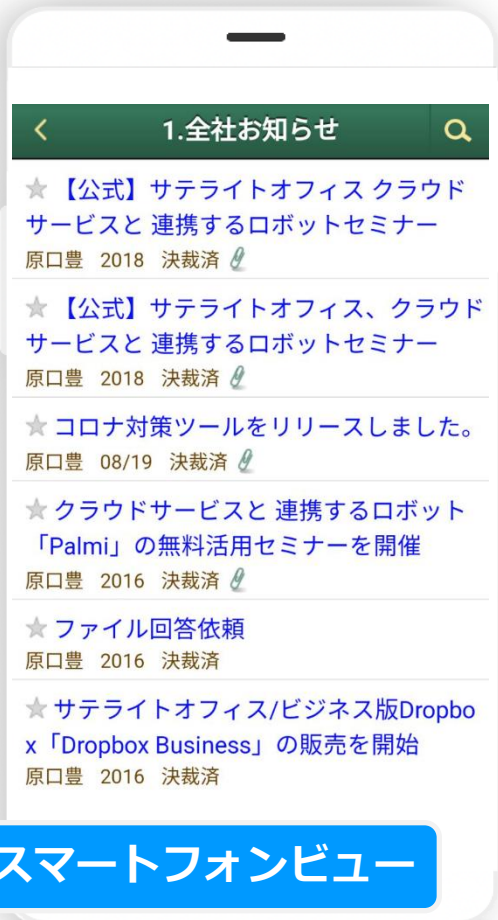 1.全社お知らせ
【公式】サテライトオフィス クラウド
サービスと 連携するロボットセミナー
原口豊 2018 決裁済
【公式】サテライトオフィス、クラウド
サービスと 連携するロボットセミナー
原口豊 2018 決裁済
コロナ対策ツールをリリースしました。
原口豊 08/19 決裁済
クラウドサービスと 連携するロボット
「Palmi」の無料活用セミナーを開催
原口豊 2016 決裁済
ファイル回答依頼
原口豊 2016 決裁済
サテライトオフィス/ビジネス版Dropbo
x「Dropbox Business」の販売を開始
原口豊 2016 決裁済
スマートフォンビュー